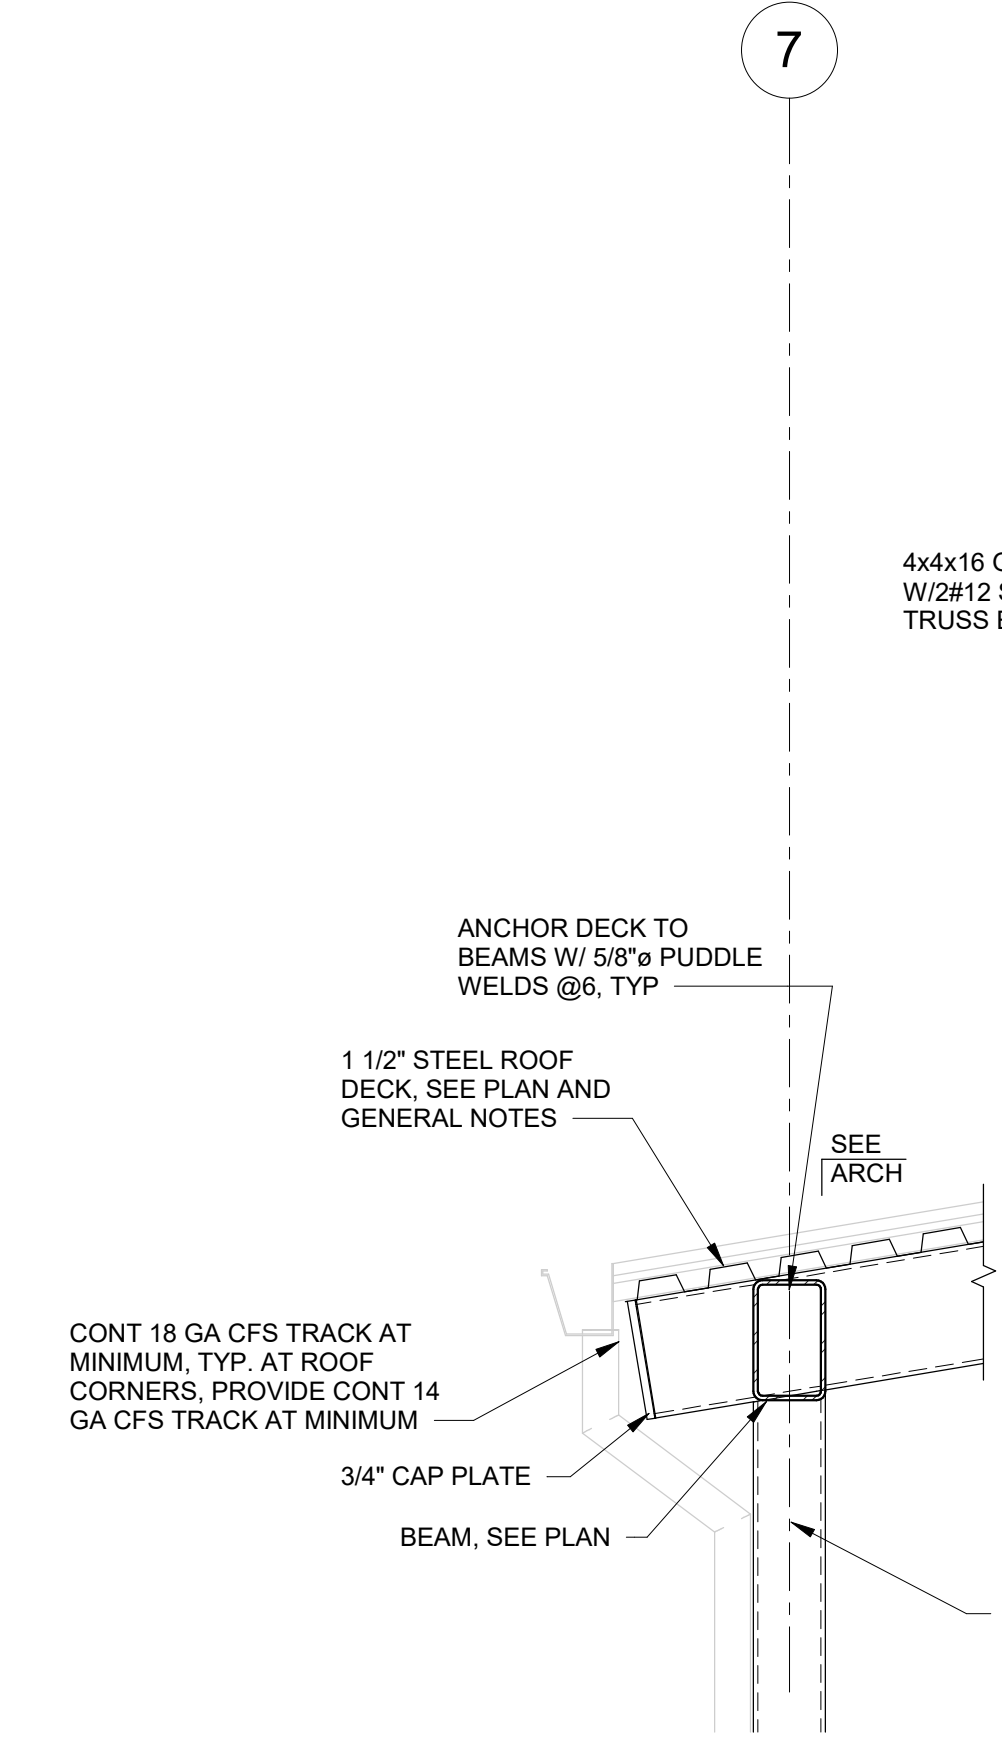 7
4x4x16
W/2#12
TRUSS
ANCHOR DECK TO
BEAMS W/ 5/8"ø PUDDLE
WELDS @6, TYP
1 1/2" STEEL ROOF
DECK, SEE PLAN AND
GENERAL NOTES
SEE
ARCH
CONT 18 GA CFS TRACK AT
MINIMUM, TYP. AT ROOF
CORNERS, PROVIDE CONT 14
GA CFS TRACK AT MINIMUM
3/4" CAP PLATE
BEAM, SEE PLAN